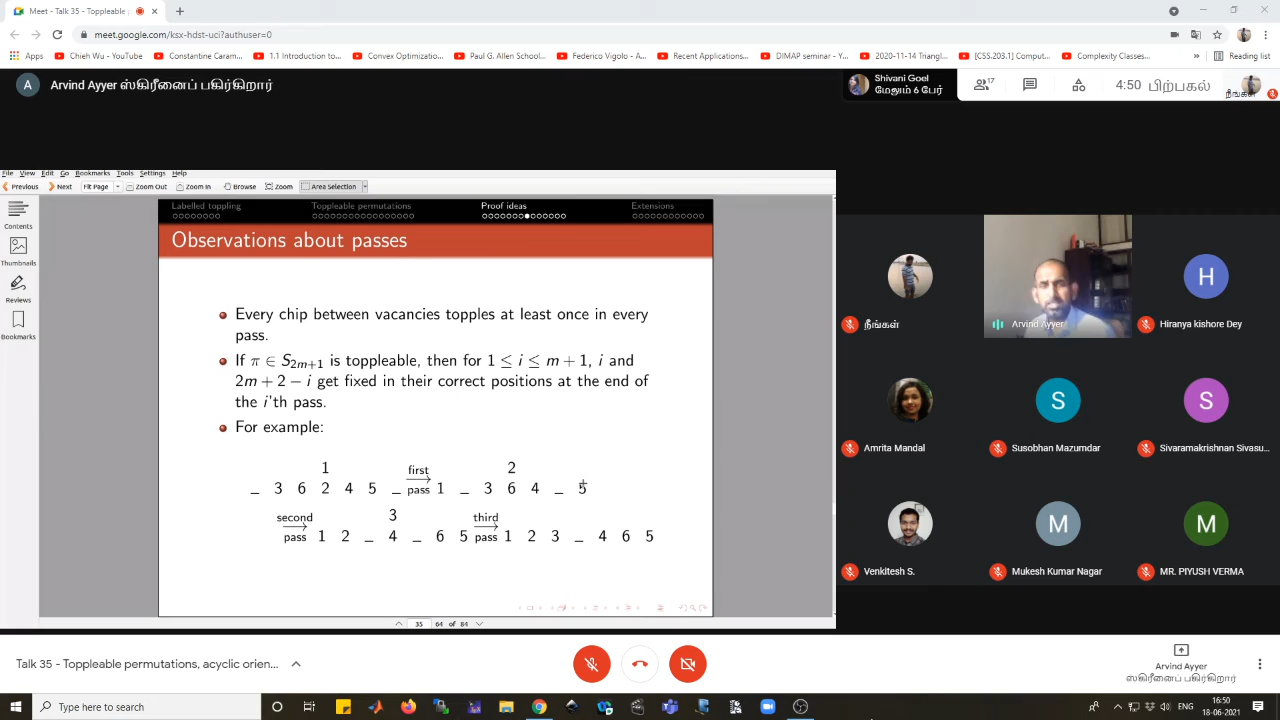 Meet - Talk 35 - Toppleable p
meet.google.com/ksx-hdst-uci?authuser=0
Apps Chieh Wu - YouTube Constantine Caram... 1.1 Introduction to... Convex Optimizatio... Paul G. Allen School... Federico Vigolo - A... Recent Applications... DIMAP seminar - Y... 2020-11-14 Triangl... [CSS.203.1] Comput... Complexity Classes... » Reading list
A Arvind Ayyer ஸ்கிரீனைப் பகிர்கிறார்
Shivani Goel
மேலும் 6 பேர்
17
4:50 பிற்பகல்
நீங்கள்
File View Edit Go Bookmarks Tools Settings Help
Previous Next Fit Page Zoom Out Zoom In Browse Zoom Area Selection
Contents
Thumbnails
Reviews
Bookmarks
Labelled toppling Toppleable permutations Proof ideas Extensions
Observations about passes
Every chip between vacancies topples at least once in every
pass.
If π ∈ S₂ₘ₊₁ is toppleable, then for 1 ≤ i ≤ m + 1, i and
2m + 2 − i get fixed in their correct positions at the end of
the i'th pass.
For example:
1 first 2
_ 3 6 2 4 5 _ → pass 1 _ 3 6 4 _ 5
second 3 third
→ pass 1 2 _ 4 _ 6 5 → pass 1 2 3 _ 4 6 5
35 64 of 84
நீங்கள்
Arvind Ayyer
H
Hiranya kishore Dey
Amrita Mandal
S
Susobhan Mazumdar
S
Sivaramakrishnan Sivasu...
Venkitesh S.
M
Mukesh Kumar Nagar
M
MR. PIYUSH VERMA
Talk 35 - Toppleable permutations, acyclic orien...
Arvind Ayyer
ஸ்கிரீனைப் பகிர்கிறார்
Type here to search
ENG
16:50
18-06-2021